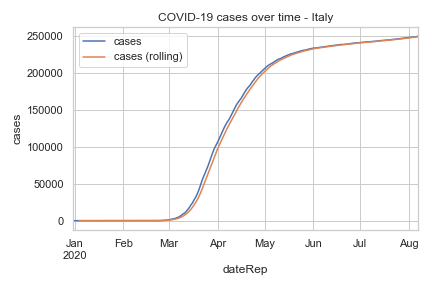 COVID-19 cases over time - Italy
cases
cases (rolling)
250000
200000
150000
100000
50000
0
cases
Jan Feb Mar Apr May Jun Jul Aug
2020
dateRep